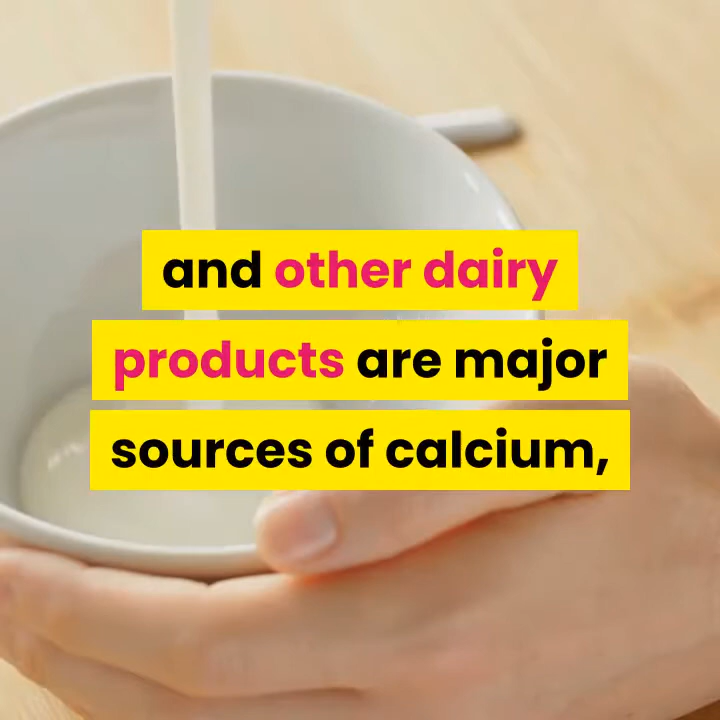 and other dairy
products are major
sources of calcium,